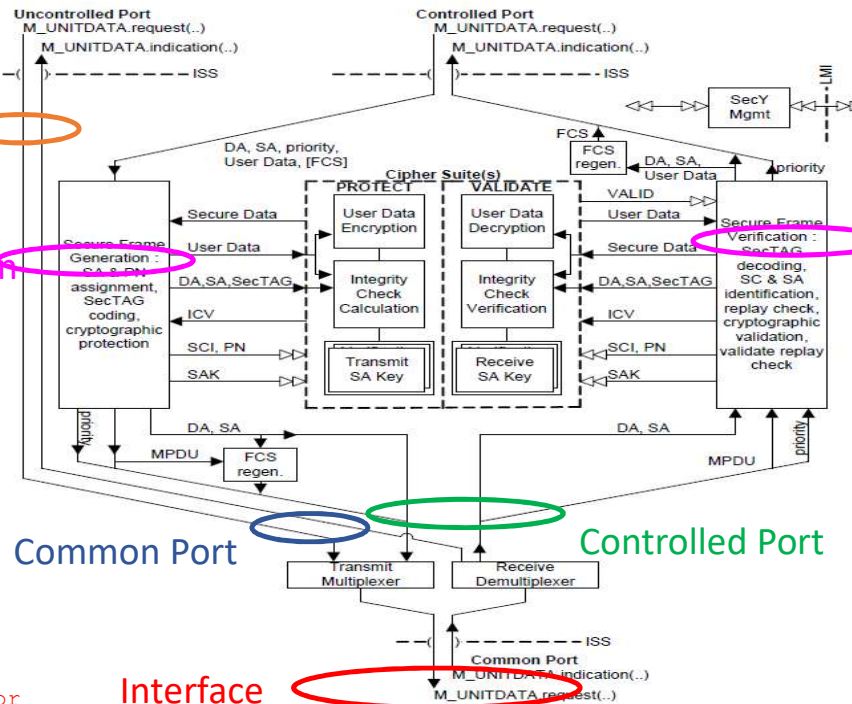 Uncontrolled Port
M_UNITDATA.request(..)
M_UNITDATA.indication(..)
ISS
Controlled Port
M_UNITDATA.request(..)
M_UNITDATA.indication(..)
ISS
SecY
Mgmt
LMI
DA, SA, priority,
User Data, [FCS]
FCS
FCS
regen.
DA, SA,
User Data
priority
Cipher Suite(s)
PROTECT
VALIDATE
Secure Frame
Generation :
SA & PN
assignment,
SecTAG
coding,
cryptographic
protection
n
Secure Data
User Data
DA,SA,SecTAG
ICV
SCI, PN
SAK
User Data
Encryption
Integrity
Check
Calculation
Transmit
SA Key
User Data
Decryption
Integrity
Check
Verification
Receive
SA Key
VALID
User Data
Secure Data
DA,SA,SecTAG
ICV
SCI, PN
SAK
Secure Frame
Verification :
SecTAG
decoding,
SC & SA
identification,
replay check,
cryptographic
validation,
validate replay
check
priority
DA, SA
MPDU
FCS
regen.
DA, SA
MPDU
priority
Common Port
Controlled Port
Transmit
Multiplexer
Receive
Demultiplexer
ISS
Common Port
M_UNITDATA.indication(..)
M_UNITDATA.request(..)
Interface
or